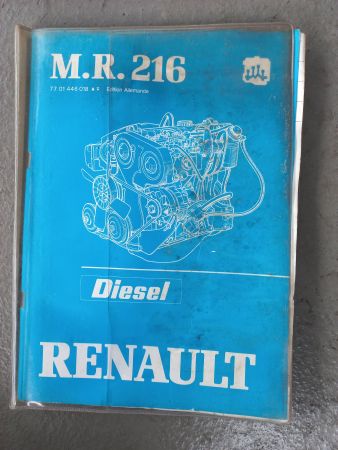 M.R. 216
77 01 446 018 ★ F Edition Allemande
Diesel
RENAULT